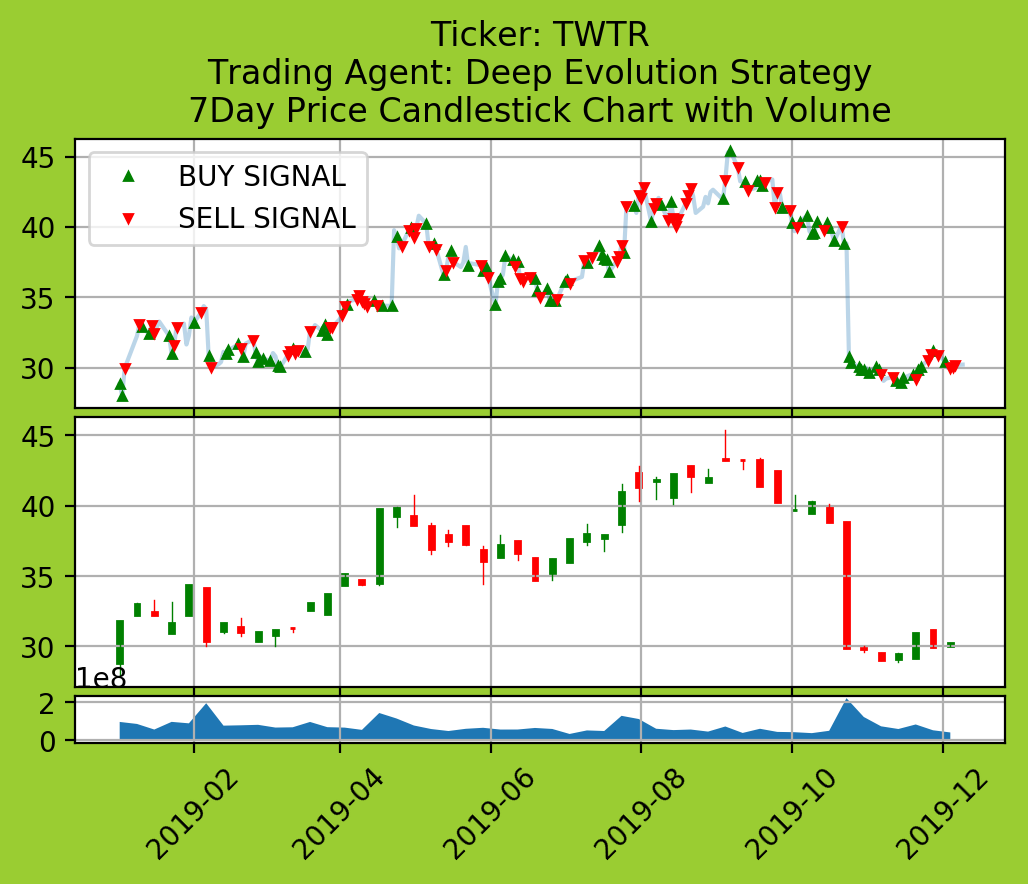 Ticker: TWTR
Trading Agent: Deep Evolution Strategy
7Day Price Candlestick Chart with Volume
45
40
35
30
BUY SIGNAL
SELL SIGNAL
45
40
35
30
1e8
2
0
2019-02
2019-04
2019-06
2019-08
2019-10
2019-12